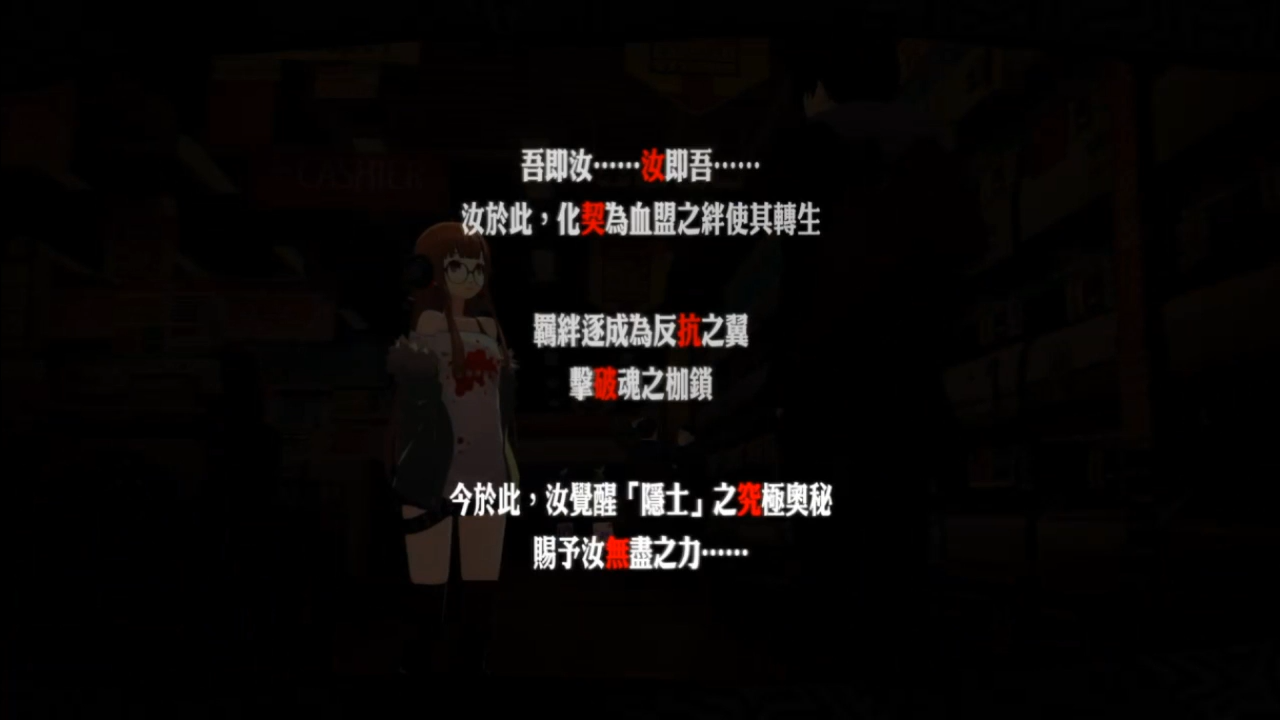 吾即汝……汝即吾……
汝於此，化契為血盟之絆使其轉生
羈絆逐成為反抗之翼
擊破魂之枷鎖
今於此，汝覺醒「隱士」之究極奧秘
賜予汝無盡之力……